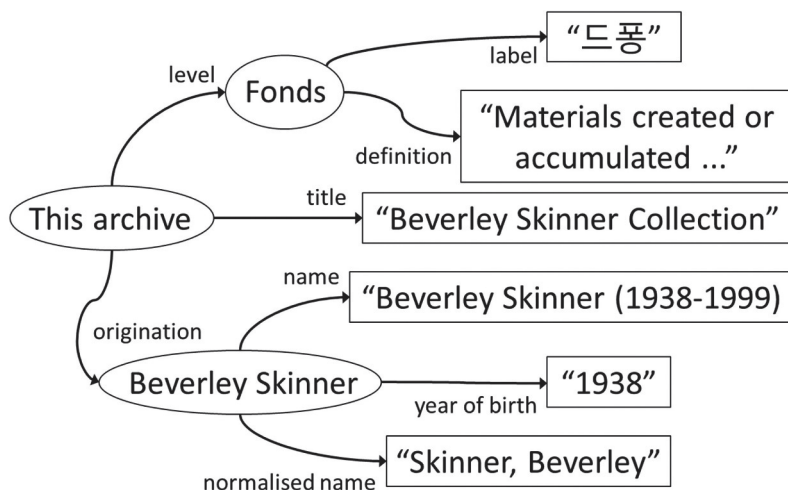 “드퐁”
label
level
Fonds
“Materials created or
accumulated ...”
definition
This archive
title
“Beverley Skinner Collection”
name
“Beverley Skinner (1938-1999)
origination
Beverley Skinner
“1938”
year of birth
“Skinner, Beverley”
normalised name